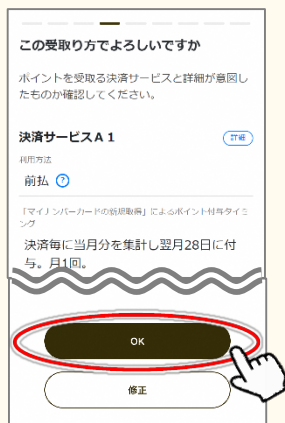 この受取り方でよろしいですか
ポイントを受取る決済サービスと詳細が意図し
たものか確認してください。
決済サービスA1
詳細
利用方法
前払 ?
「マイナンバーカードの新規取得」によるポイント付与タイミ
ング
決済毎に当月分を集計し翌月28日に付
与。月1回。
OK
修正